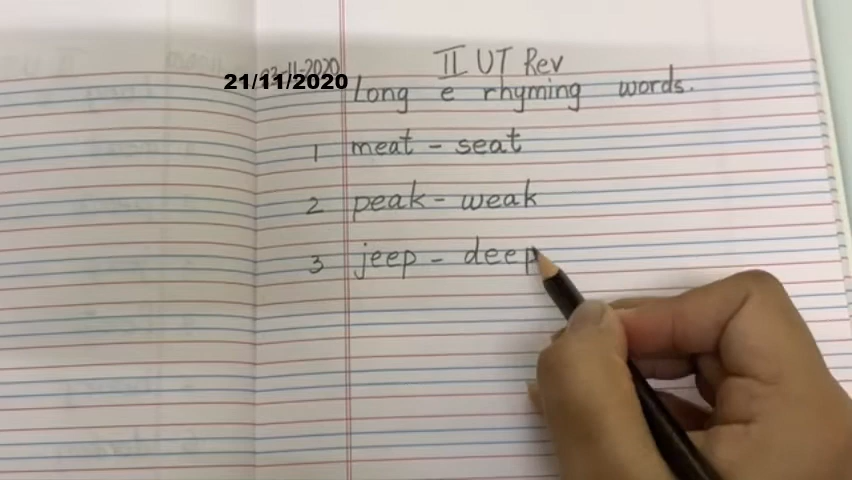 II UT Rev
21/11/2020
Long e rhyming words.
1 meat - seat
2 peak - weak
3 jeep - deep